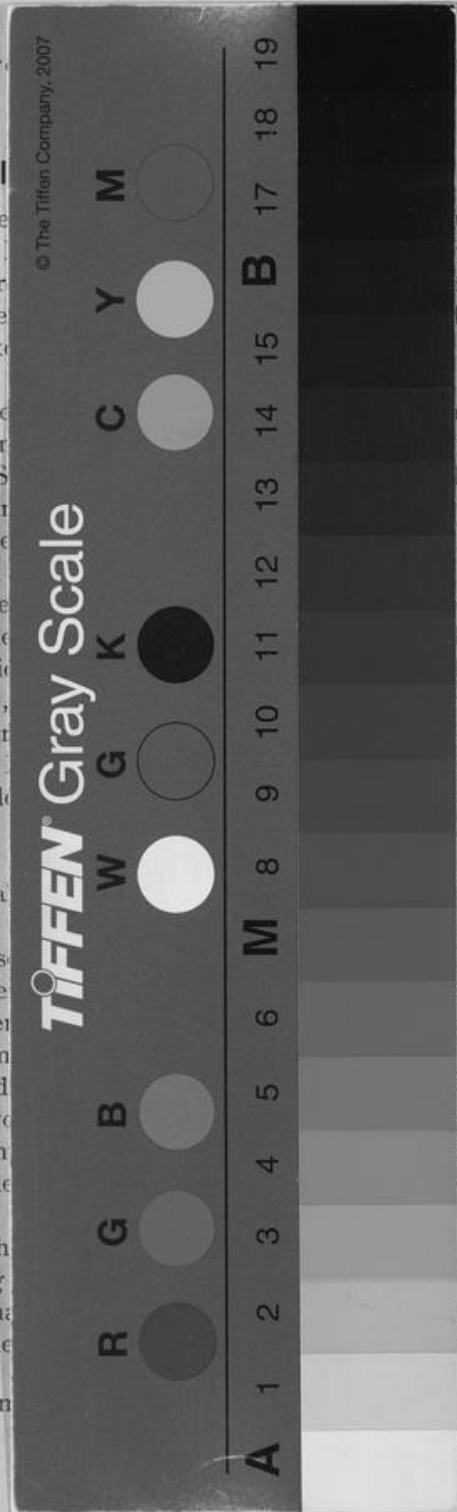 © The Tiffen Company, 2007
TIFFEN® Gray Scale
R G B W G K C Y M
A 1 2 3 4 5 6 M 8 9 10 11 12 13 14 15 B 17 18 19